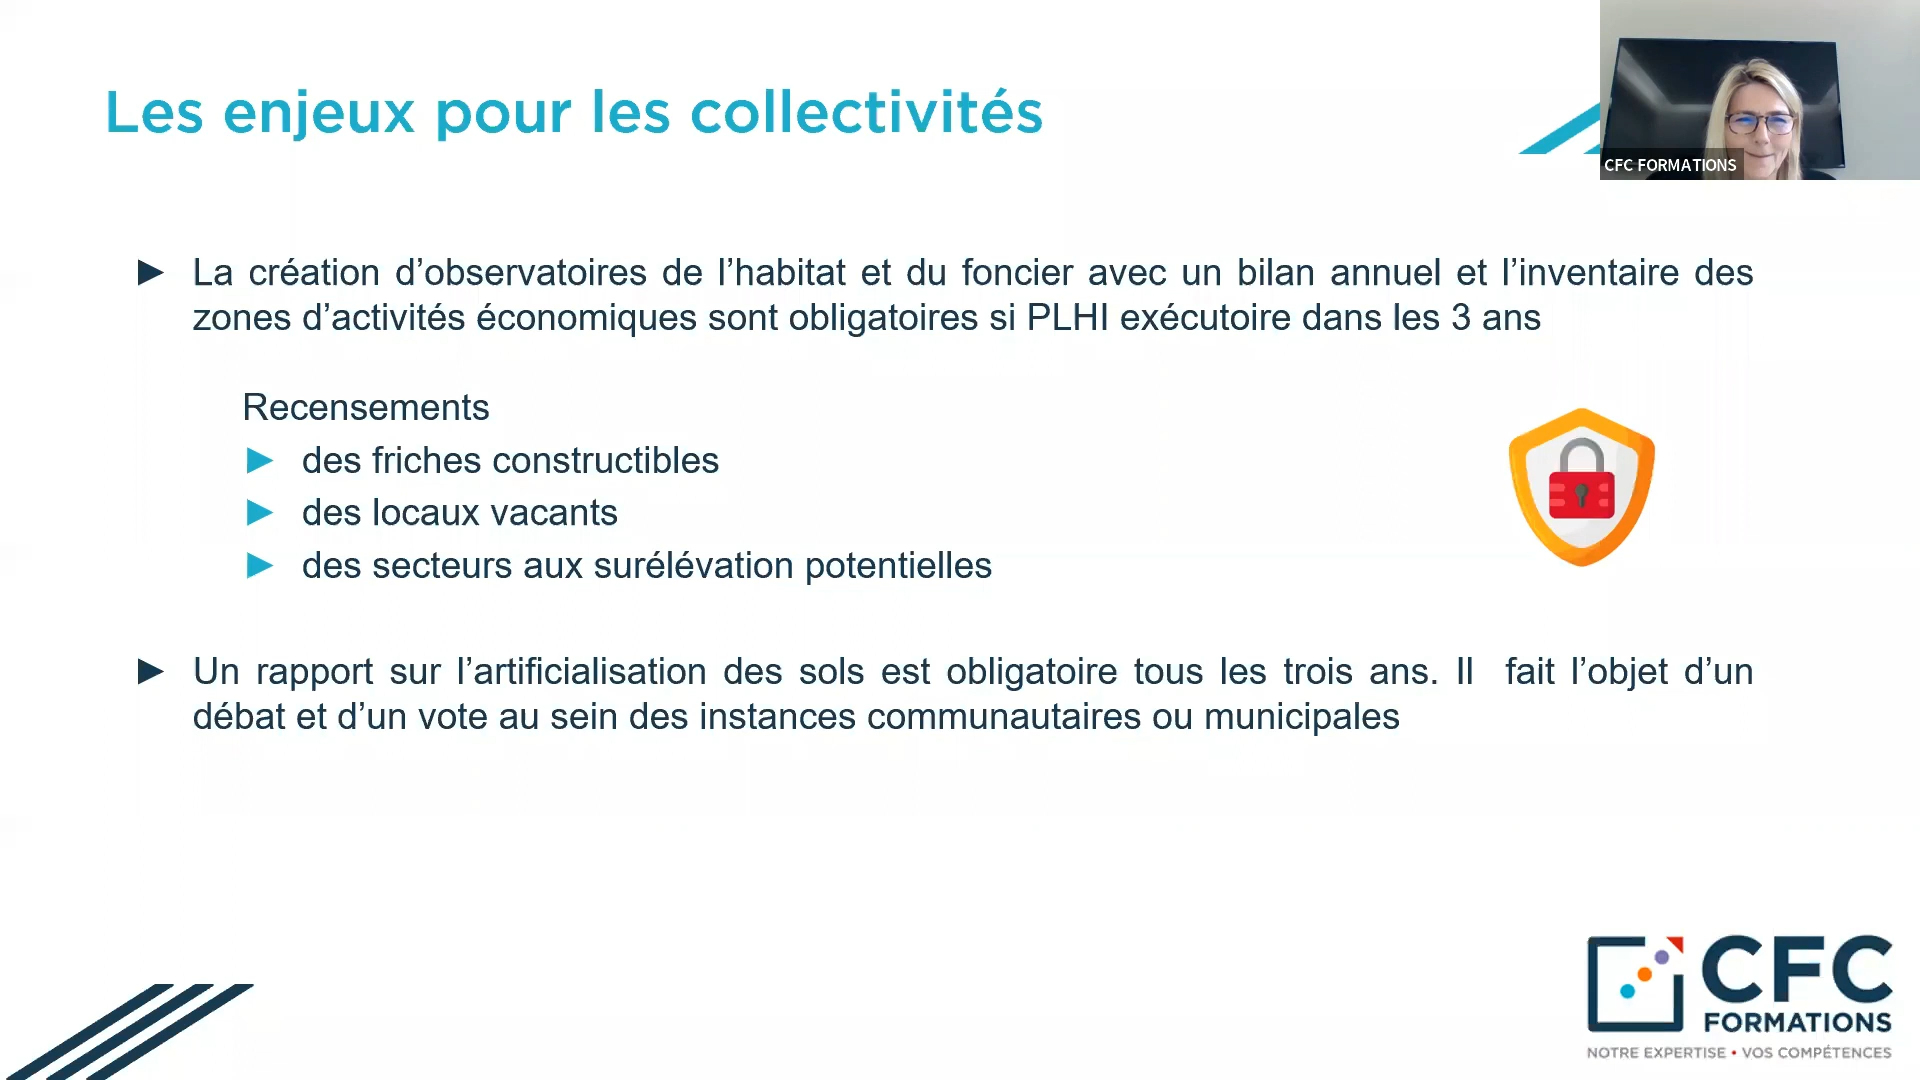 Les enjeux pour les collectivités
CFC FORMATIONS
► La création d’observatoires de l’habitat et du foncier avec un bilan annuel et l’inventaire des
zones d’activités économiques sont obligatoires si PLHI exécutoire dans les 3 ans
Recensements
► des friches constructibles
► des locaux vacants
► des secteurs aux surélévation potentielles
► Un rapport sur l’artificialisation des sols est obligatoire tous les trois ans. Il fait l’objet d’un
débat et d’un vote au sein des instances communautaires ou municipales
CFC
FORMATIONS
NOTRE EXPERTISE • VOS COMPÉTENCES